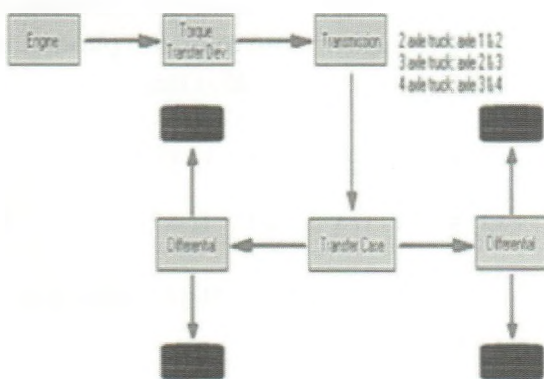 Engine
Torque
Transfer Dev.
Transmission
2 axle truck; axle 1 & 2
3 axle truck; axle 2 & 3
4 axle truck; axle 3 & 4
Differential
Transfer Case
Differential